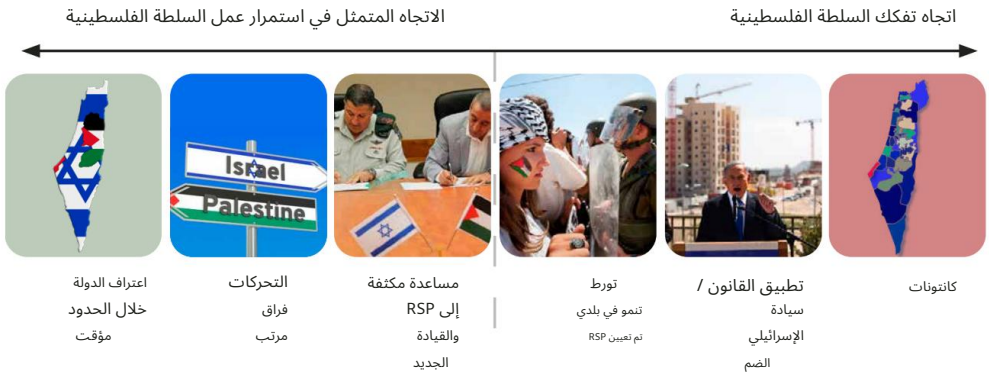 اتجاه تفكك السلطة الفلسطينية
الاتجاه المتمثل في استمرار عمل السلطة الفلسطينية
Israel
Palestine
كانتونات
تطبيق القانون /
سيادة
الإسرائيلي
الضم
تورط
تنمو في بلدي
تم تعيين RSP
مساعدة مكثفة
إلى RSP
والقيادة
الجديد
التحركات
فراق
مرتب
اعتراف الدولة
خلال الحدود
مؤقت